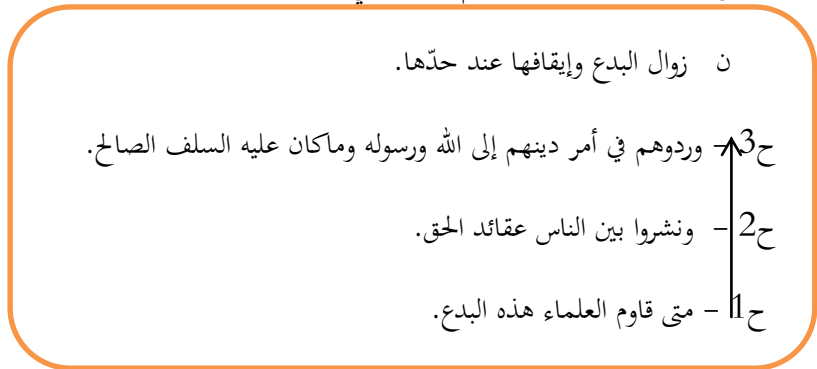 ن زوال البدع وإيقافها عند حدّها.
ح3 – وردوهم في أمر دينهم إلى الله ورسوله وماكان عليه السلف الصالح.
ح2 – ونشروا بين الناس عقائد الحق.
ح1 – متى قاوم العلماء هذه البدع.